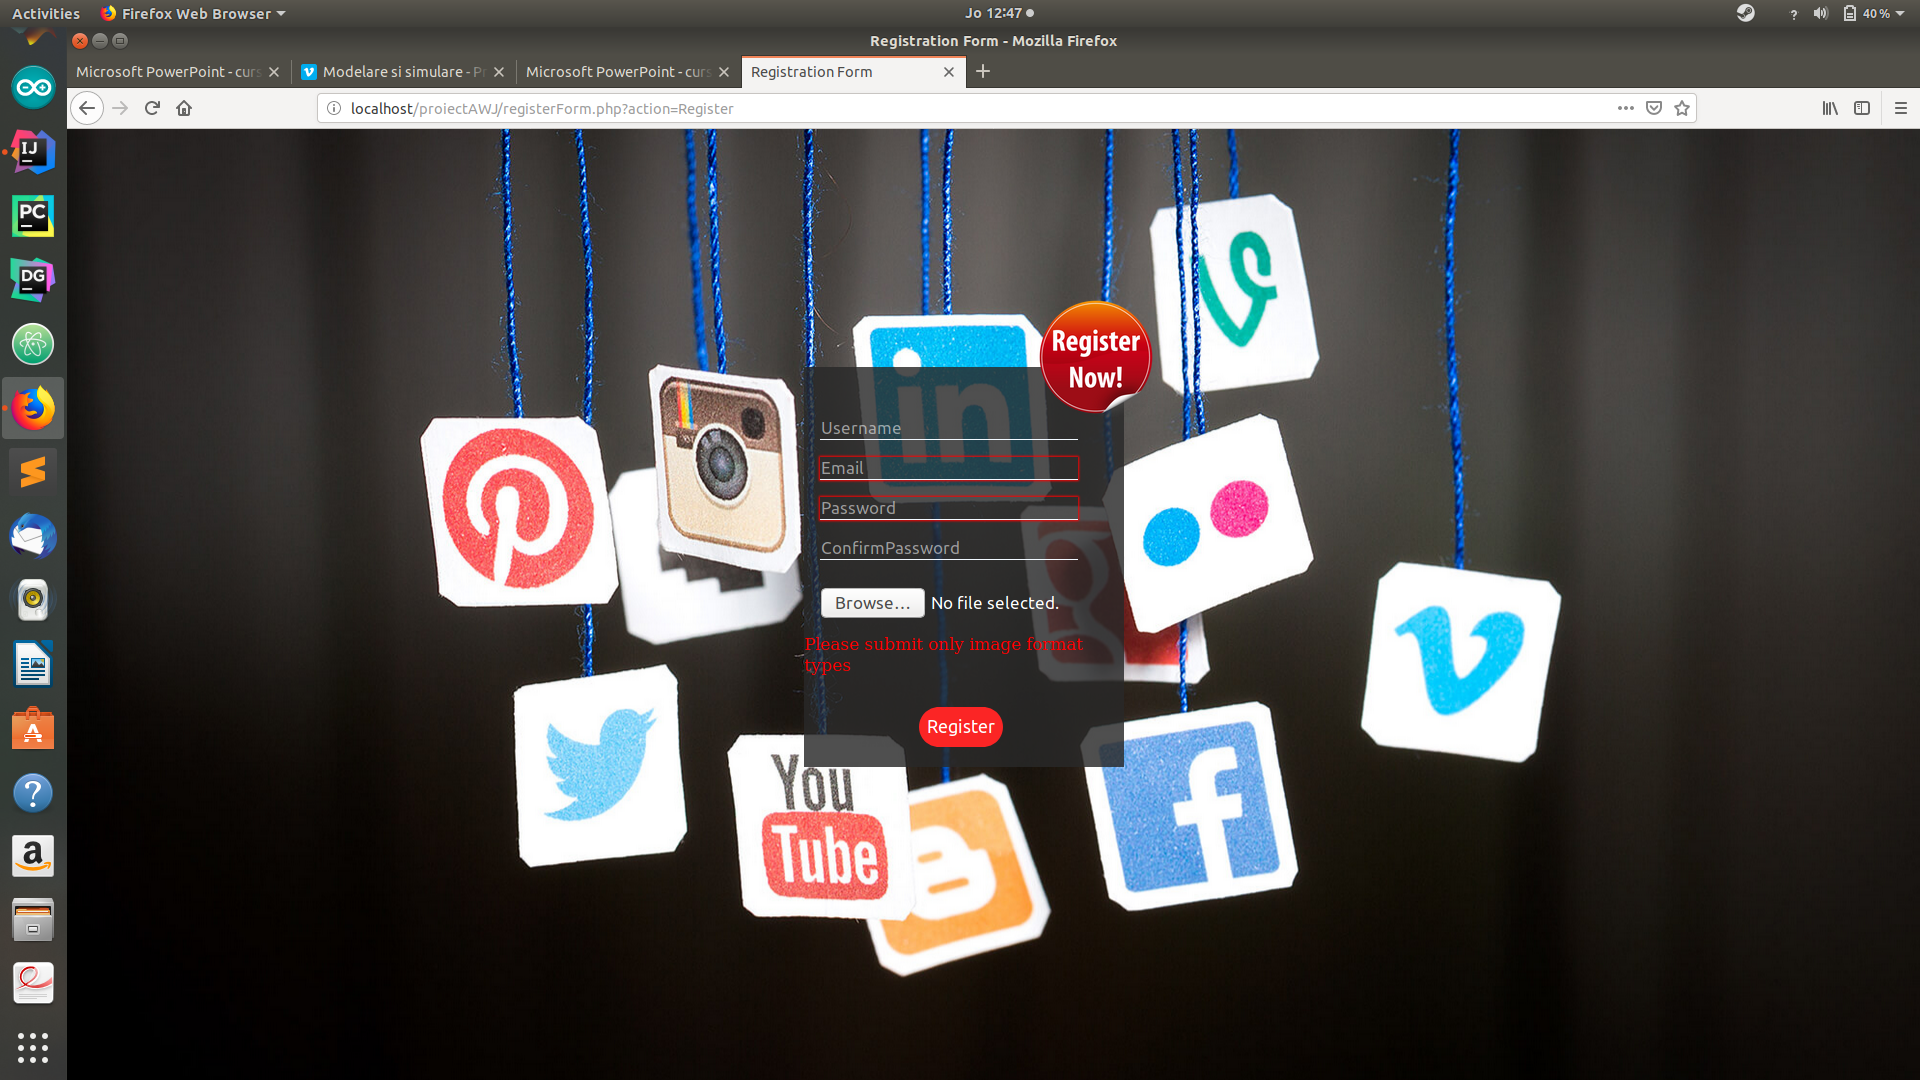 Activities
Firefox Web Browser
Jo 12:47
?
40 %
Registration Form - Mozilla Firefox
Microsoft PowerPoint - curs
Modelare si simulare - Pr
Microsoft PowerPoint - curs
Registration Form
localhost/proiectAWJ/registerForm.php?action=Register
IJ
PC
DG
?
a
Register
Now!
in
Username
Email
Password
ConfirmPassword
Browse...
No file selected.
Please submit only image format
types
Register
You
Tube
f